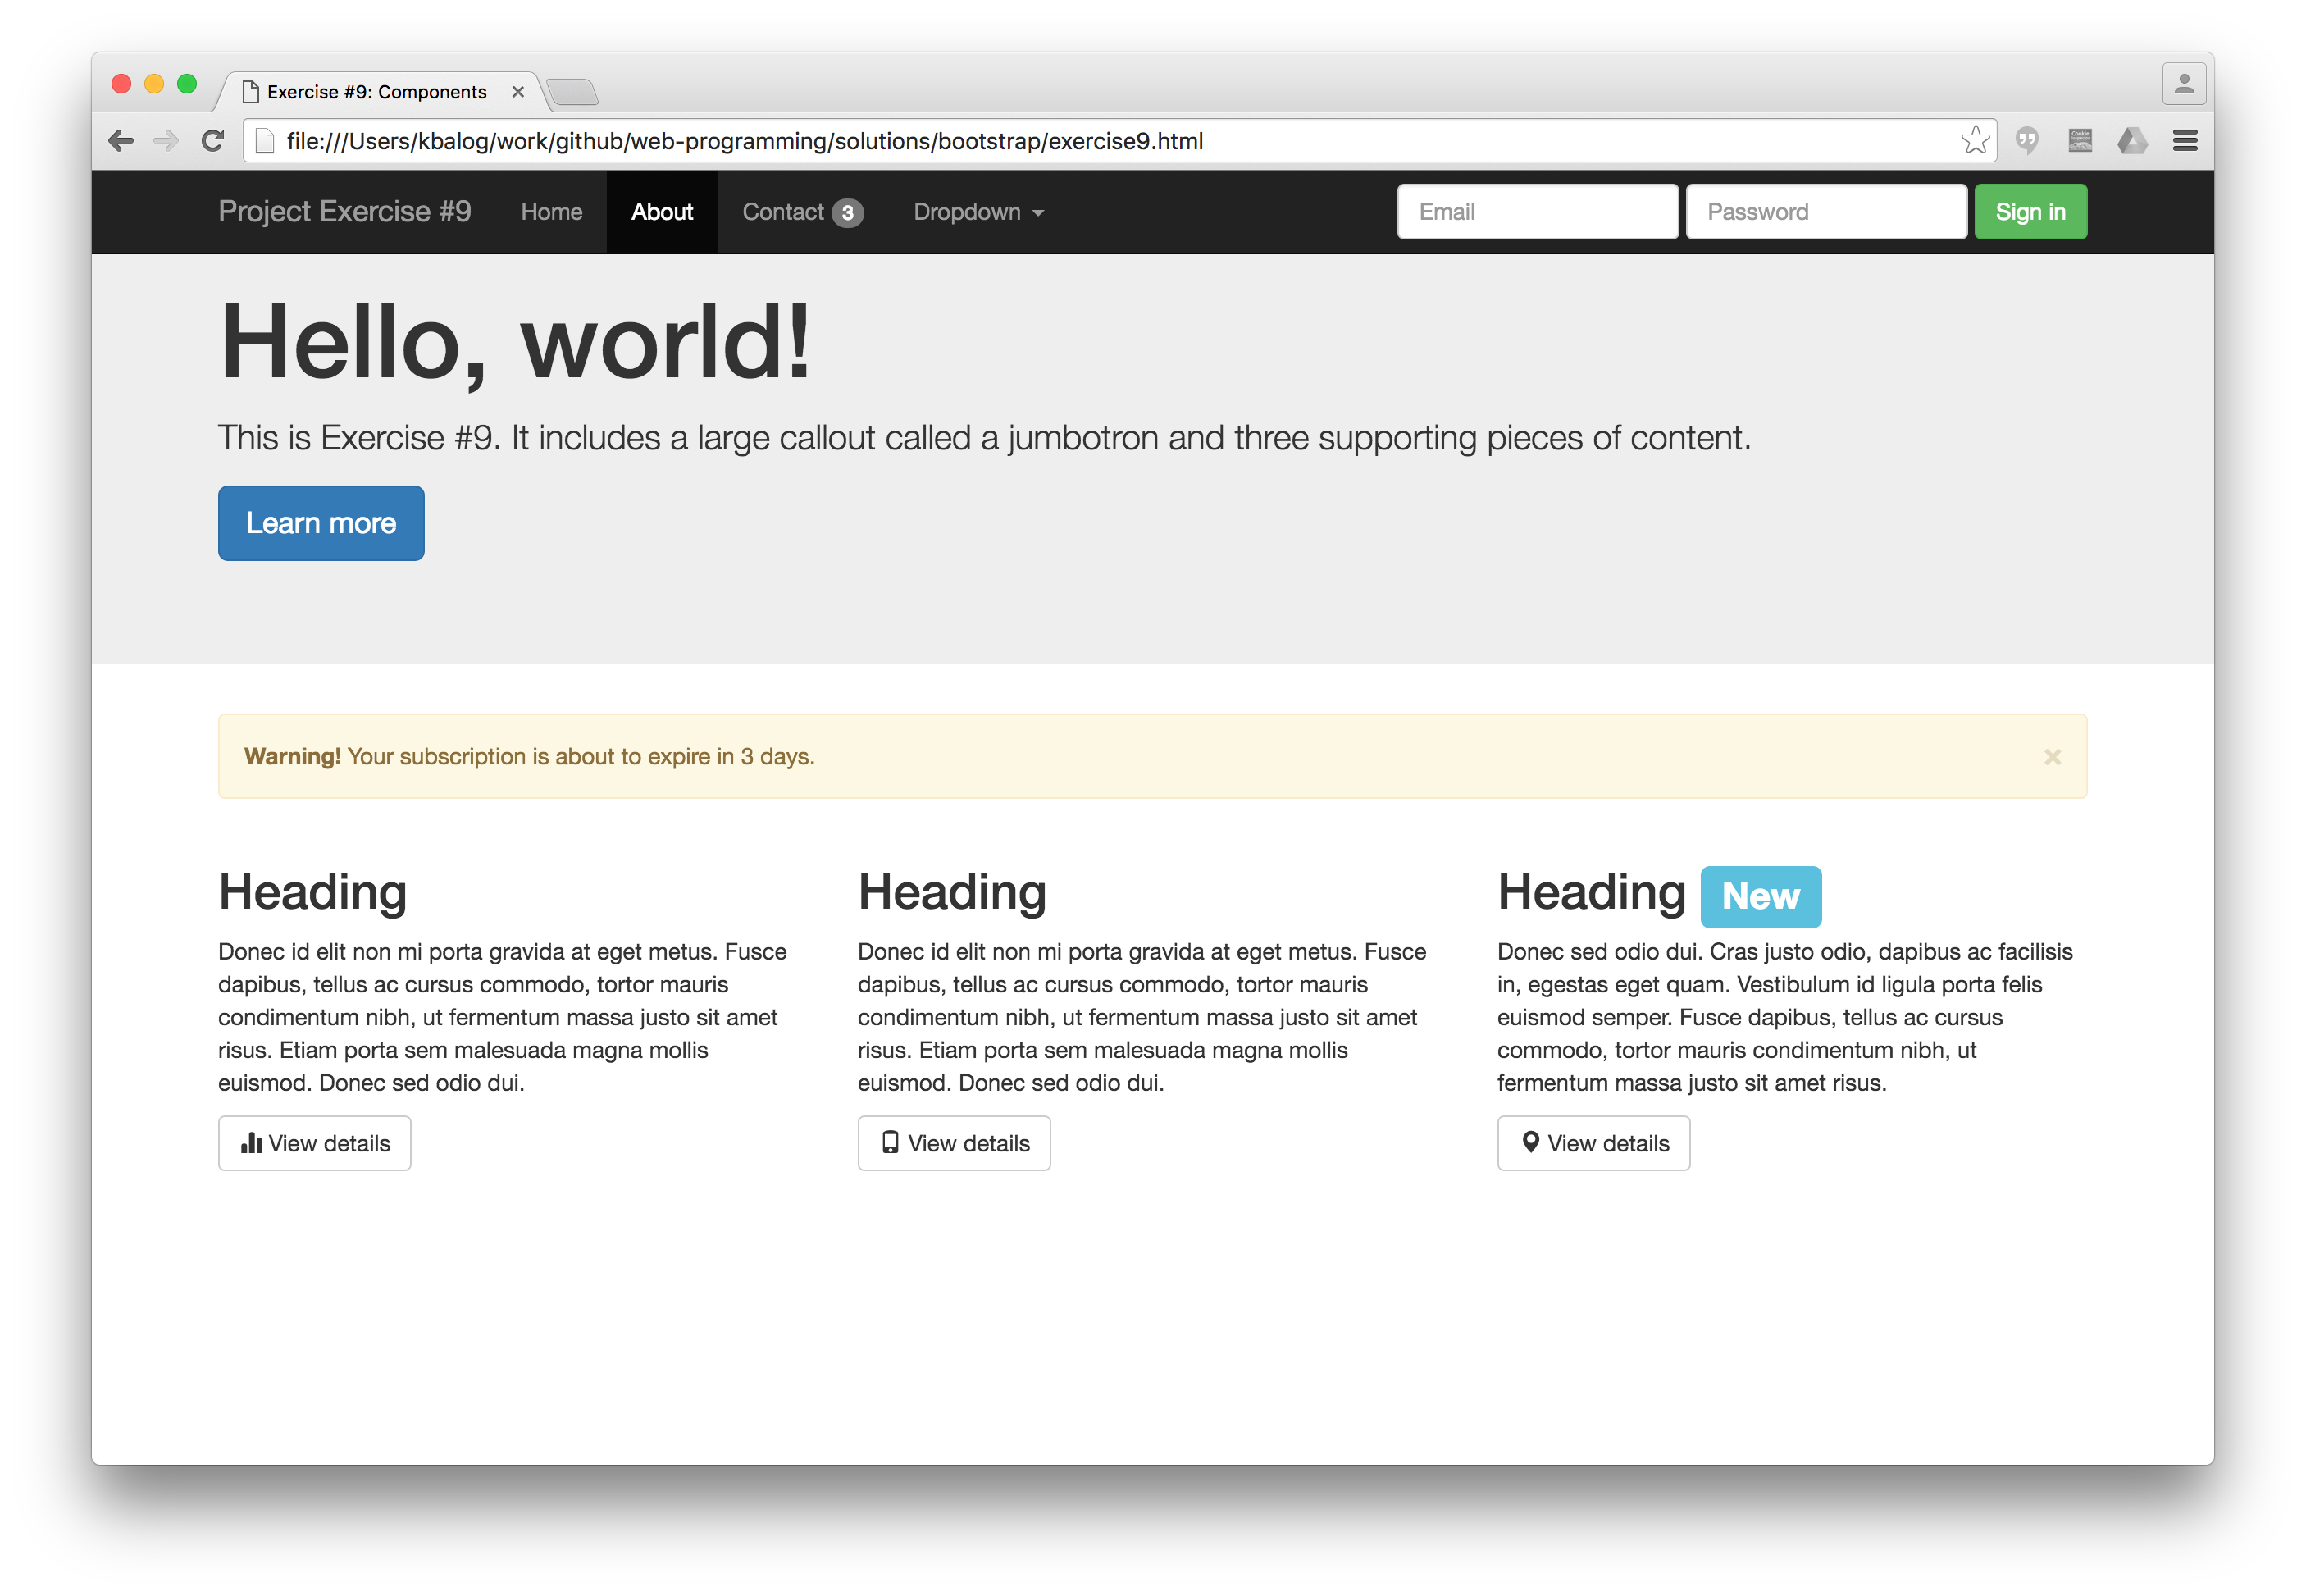 Exercise #9: Components
file:///Users/kbalog/work/github/web-programming/solutions/bootstrap/exercise9.html
Project Exercise #9 Home About Contact 3 Dropdown Email Password Sign in
Hello, world!
This is Exercise #9. It includes a large callout called a jumbotron and three supporting pieces of content.
Learn more
Warning! Your subscription is about to expire in 3 days. ×
Heading
Donec id elit non mi porta gravida at eget metus. Fusce
dapibus, tellus ac cursus commodo, tortor mauris
condimentum nibh, ut fermentum massa justo sit amet
risus. Etiam porta sem malesuada magna mollis
euismod. Donec sed odio dui.
View details
Heading
Donec id elit non mi porta gravida at eget metus. Fusce
dapibus, tellus ac cursus commodo, tortor mauris
condimentum nibh, ut fermentum massa justo sit amet
risus. Etiam porta sem malesuada magna mollis
euismod. Donec sed odio dui.
View details
Heading New
Donec sed odio dui. Cras justo odio, dapibus ac facilisis
in, egestas eget quam. Vestibulum id ligula porta felis
euismod semper. Fusce dapibus, tellus ac cursus
commodo, tortor mauris condimentum nibh, ut
fermentum massa justo sit amet risus.
View details